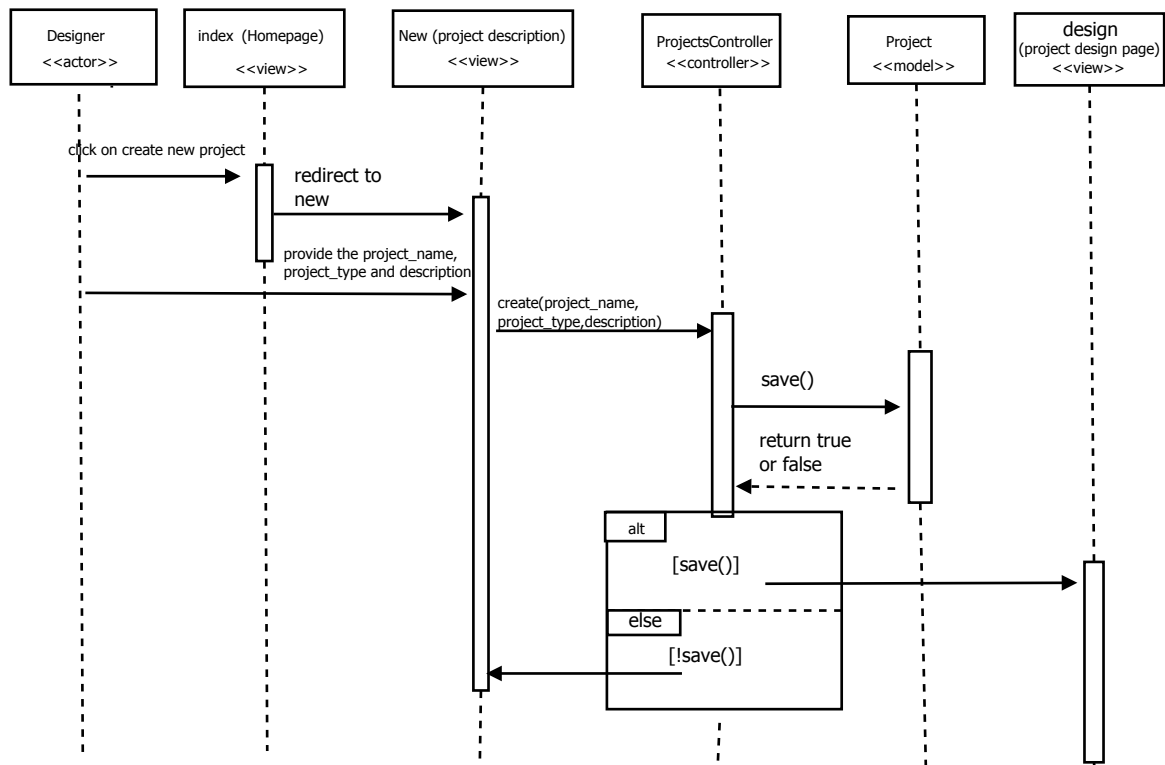 Designer
<<actor>>
index (Homepage)
<<view>>
New (project description)
<<view>>
ProjectsController
<<controller>>
Project
<<model>>
design
(project design page)
<<view>>
click on create new project
redirect to
new
provide the project_name,
project_type and description
create(project_name,
project_type,description)
save()
return true
or false
alt
[save()]
else
[!save()]